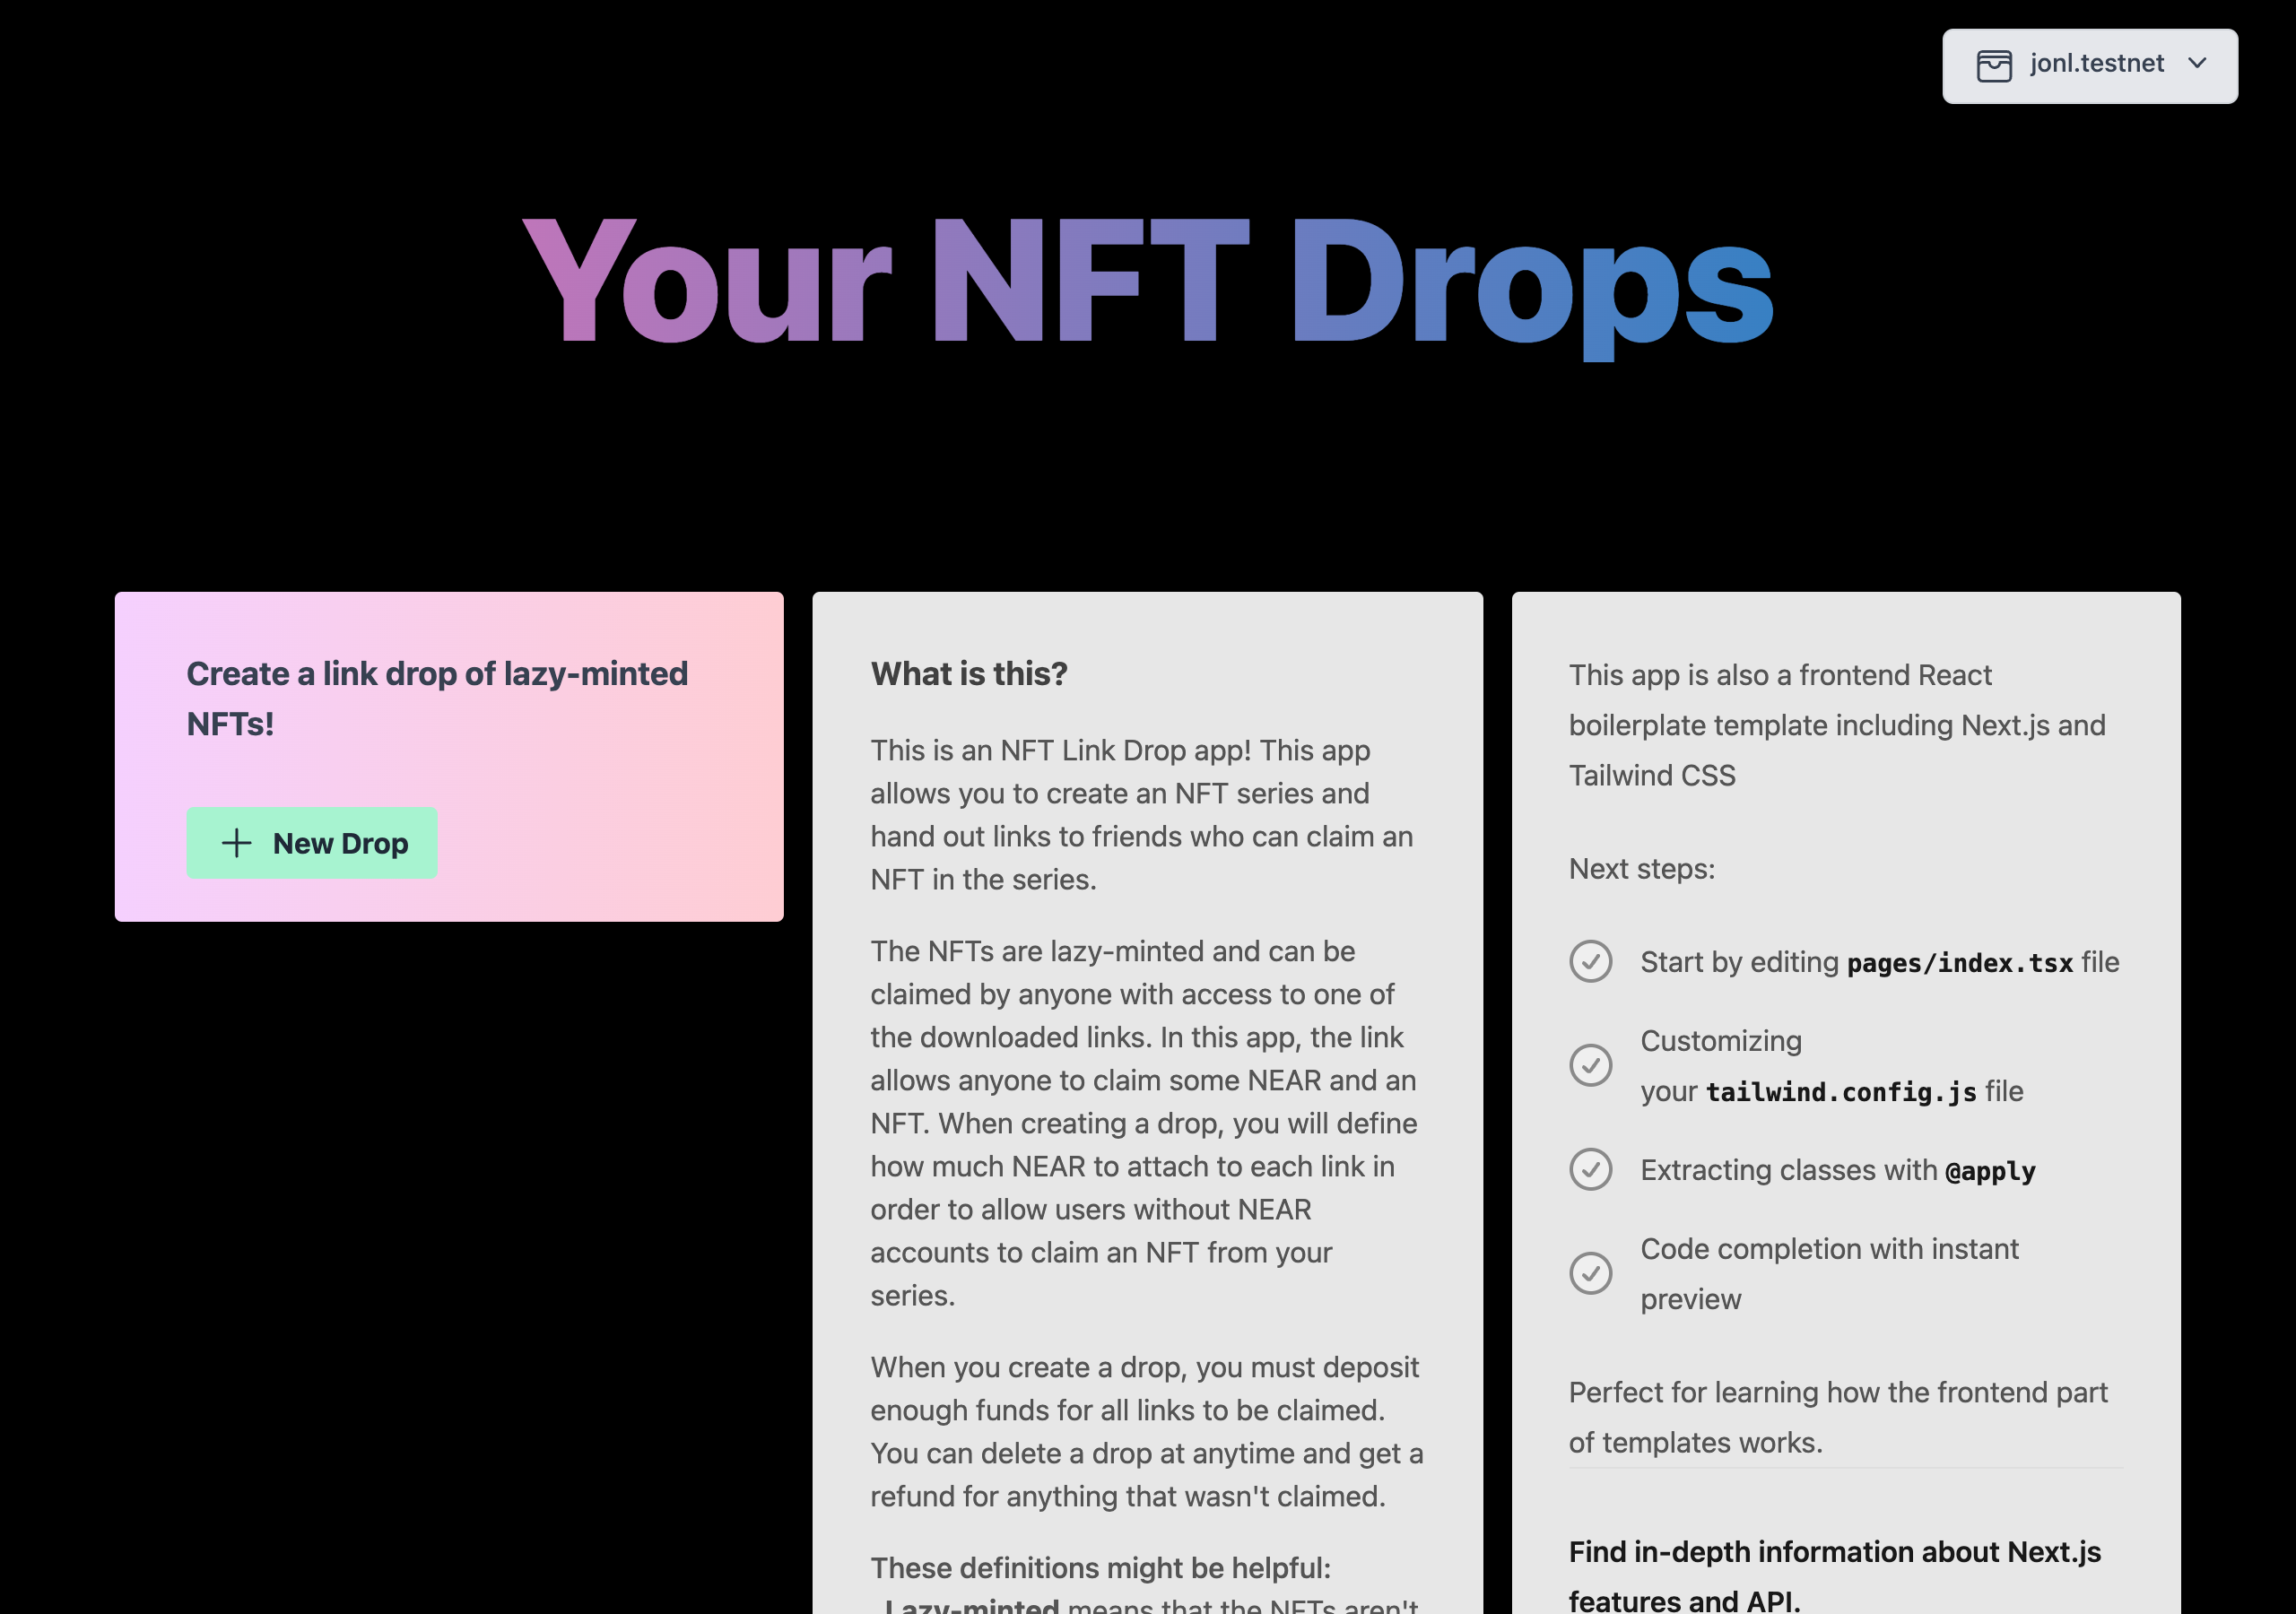 jonl.testnet
Your NFT Drops
Create a link drop of lazy-minted
NFTs!
New Drop
What is this?
This is an NFT Link Drop app! This app
allows you to create an NFT series and
hand out links to friends who can claim an
NFT in the series.
The NFTs are lazy-minted and can be
claimed by anyone with access to one of
the downloaded links. In this app, the link
allows anyone to claim some NEAR and an
NFT. When creating a drop, you will define
how much NEAR to attach to each link in
order to allow users without NEAR
accounts to claim an NFT from your
series.
When you create a drop, you must deposit
enough funds for all links to be claimed.
You can delete a drop at anytime and get a
refund for anything that wasn't claimed.
These definitions might be helpful:
Lazy-minted means that the NFTs aren't
This app is also a frontend React
boilerplate template including Next.js and
Tailwind CSS
Next steps:
Start by editing pages/index.tsx file
Customizing
your tailwind.config.js file
Extracting classes with @apply
Code completion with instant
preview
Perfect for learning how the frontend part
of templates works.
Find in-depth information about Next.js
features and API.